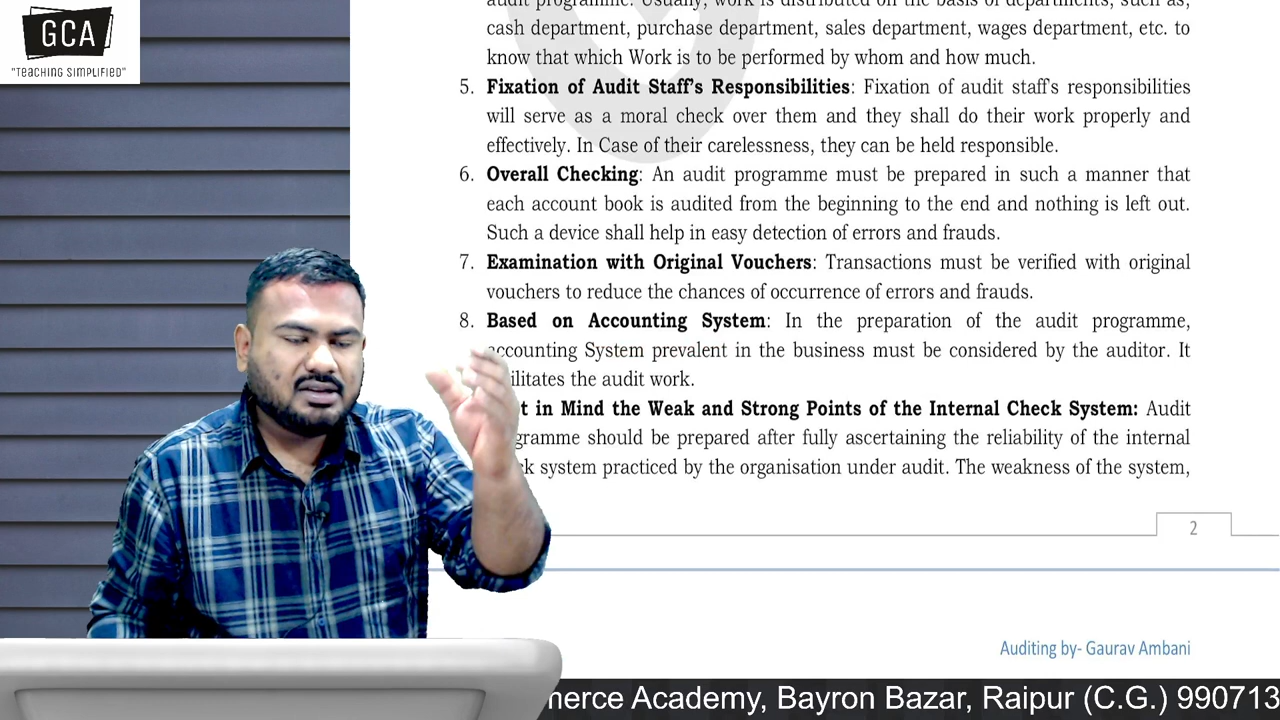 GCA
"TEACHING SIMPLIFIED"
audit programme. Usually, work is distributed on the basis of departments, such as,
cash department, purchase department, sales department, wages department, etc. to
know that which Work is to be performed by whom and how much.
5. Fixation of Audit Staff's Responsibilities: Fixation of audit staff's responsibilities
will serve as a moral check over them and they shall do their work properly and
effectively. In Case of their carelessness, they can be held responsible.
6. Overall Checking: An audit programme must be prepared in such a manner that
each account book is audited from the beginning to the end and nothing is left out.
Such a device shall help in easy detection of errors and frauds.
7. Examination with Original Vouchers: Transactions must be verified with original
vouchers to reduce the chances of occurrence of errors and frauds.
8. Based on Accounting System: In the preparation of the audit programme,
accounting System prevalent in the business must be considered by the auditor. It
ilitates the audit work.
t in Mind the Weak and Strong Points of the Internal Check System: Audit
gramme should be prepared after fully ascertaining the reliability of the internal
ck system practiced by the organisation under audit. The weakness of the system,
2
Auditing by- Gaurav Ambani
merce Academy, Bayron Bazar, Raipur (C.G.) 990713